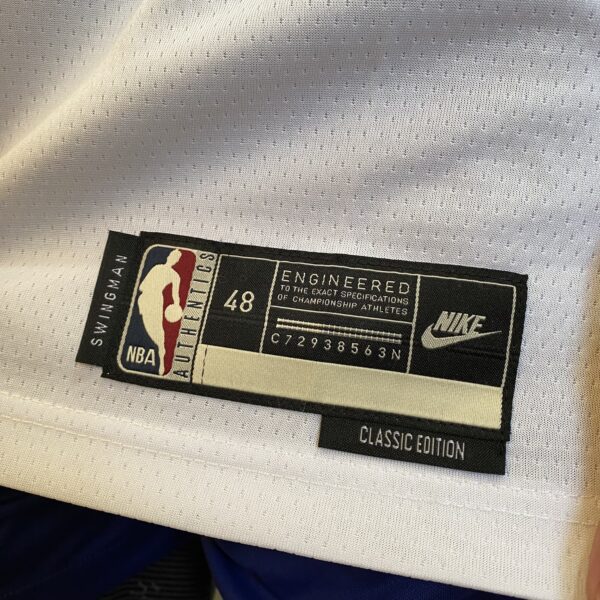 SWINGMAN
NBA
AUTHENTICS
48
ENGINEERED
TO THE EXACT SPECIFICATIONS
OF CHAMPIONSHIP ATHLETES
C72938563N
NIKE
CLASSIC EDITION